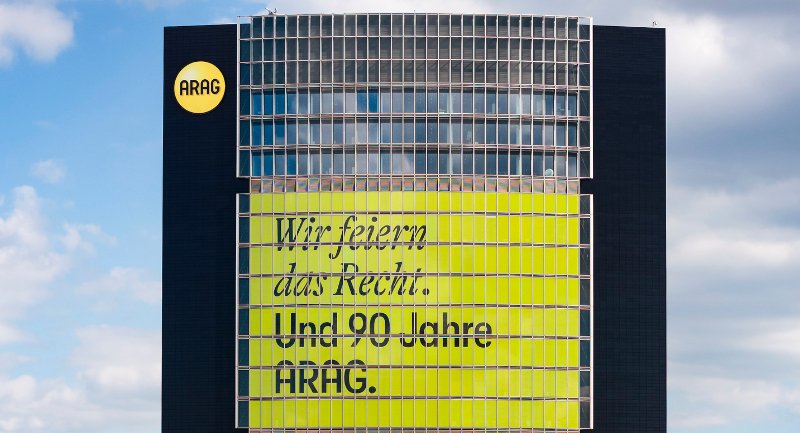 ARAG
Wir feiern
das Recht.
Und 90 Jahre
ARAG.